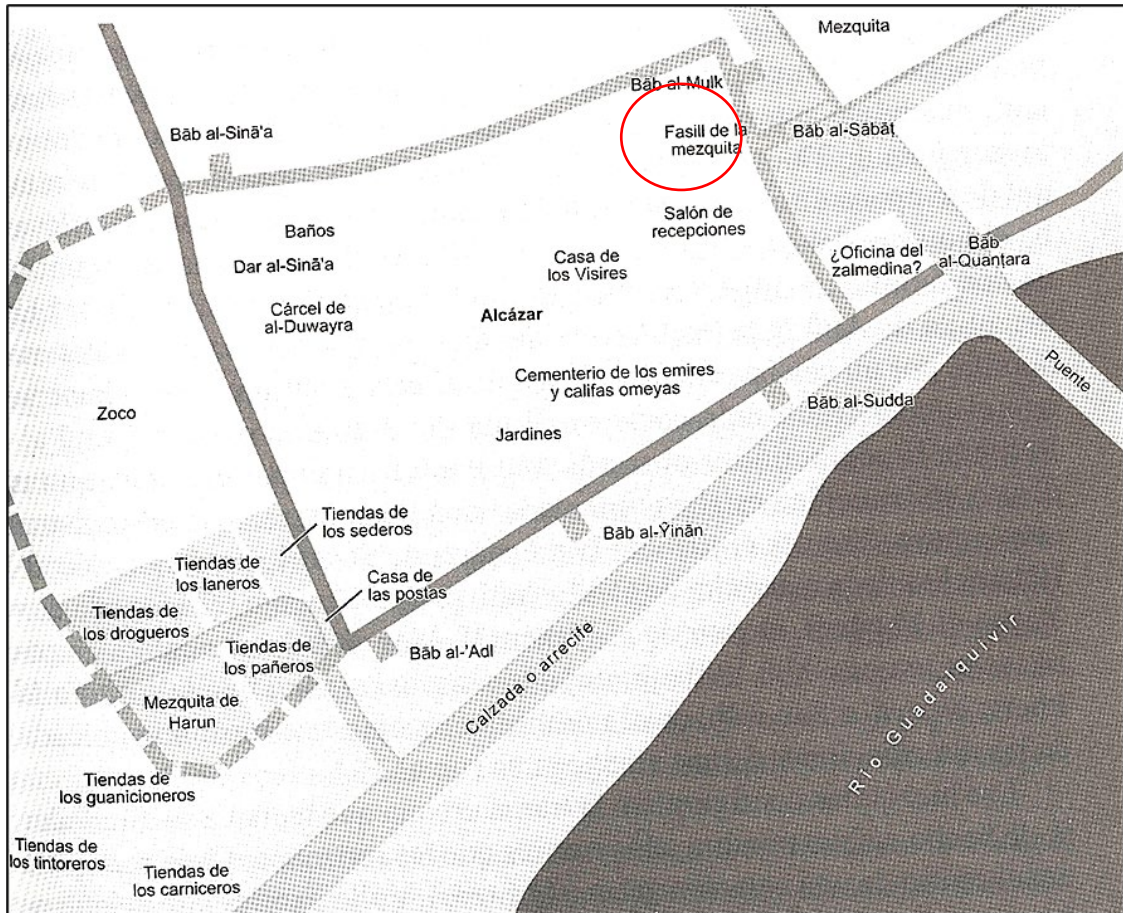 Mezquita
Bāb al-Mulk
Fasill de la
mezquita
Bāb al-Sābāṭ
Bāb al-Sinā'a
Salón de
recepciones
Baños
Casa de
los Visires
¿Oficina del
zalmedina?
Bāb
al-Quanṭara
Dar al-Sinā'a
Cárcel de
al-Duwayra
Alcázar
Puente
Cementerio de los emires
y califas omeyas
Bāb al-Sudda
Zoco
Jardines
Tiendas de
los sederos
Bāb al-Ŷinān
Tiendas de
los laneros
Casa de
las postas
Tiendas de
los drogueros
Tiendas de
los pañeros
Bāb al-'Adl
Calzada o arrecife
Río Guadalquivir
Mezquita de
Harun
Tiendas de
los guanicioneros
Tiendas de
los tintoreros
Tiendas de
los carniceros